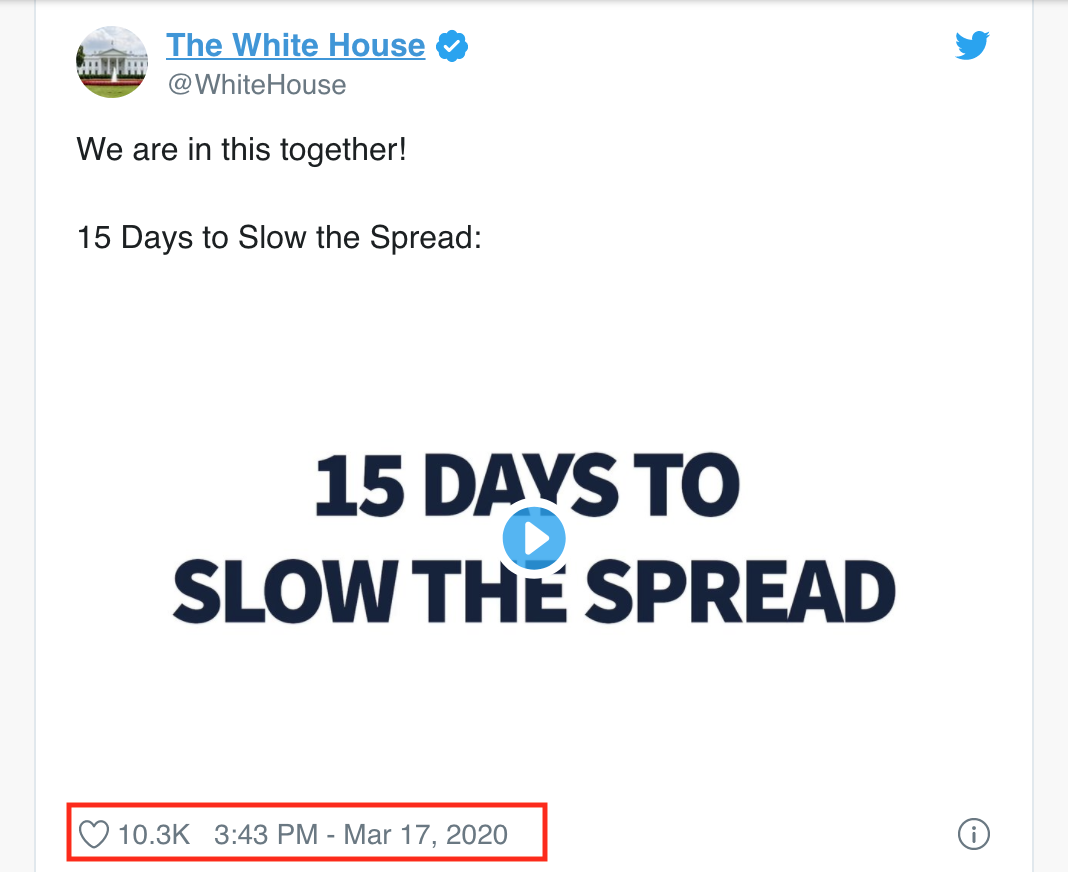 The White House
@WhiteHouse
We are in this together!
15 Days to Slow the Spread:
15 DAYS TO
SLOW THE SPREAD
10.3K 3:43 PM - Mar 17, 2020